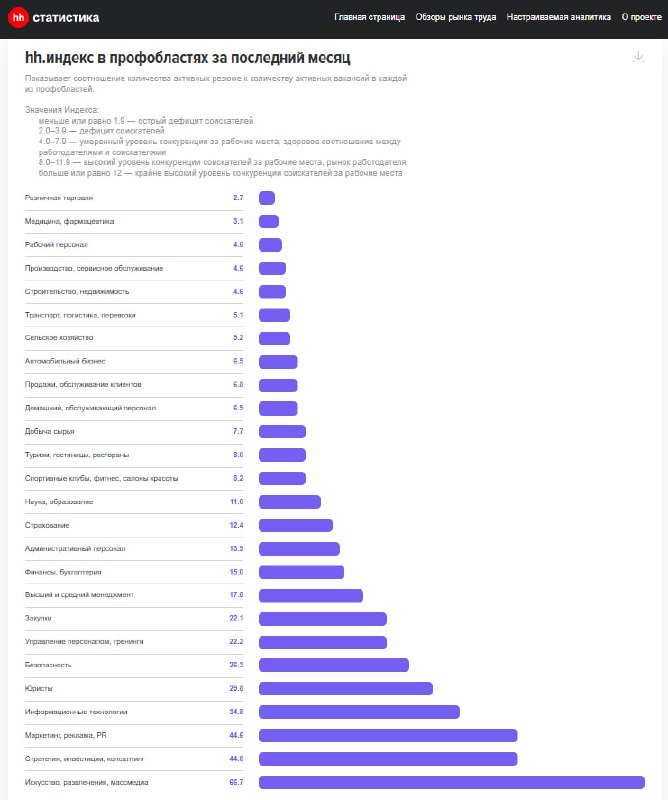 hh статистика
Главная страница Обзоры рынка труда Настраиваемая аналитика О проекте
hh.индекс в профобластях за последний месяц
Показывает соотношение количества активных резюме к количеству активных вакансий в каждой
из профобластей.
Значения Индекса:
меньше или равно 1.9 — острый дефицит соискателей
2.0–3.9 — дефицит соискателей
4.0–7.9 — умеренный уровень конкуренции за рабочие места, здоровое соотношение между
работодателями и соискателями
8.0–11.9 — высокий уровень конкуренции соискателей за рабочие места, рынок работодателя
больше или равно 12 — крайне высокий уровень конкуренции соискателей за рабочие места
Розничная торговля 2.7
Медицина, фармацевтика 3.1
Рабочий персонал 4.0
Производство, сервисное обслуживание 4.6
Строительство, недвижимость 4.6
Транспорт, логистика, перевозки 5.1
Сельское хозяйство 5.2
Автомобильный бизнес 6.5
Продажи, обслуживание клиентов 6.8
Домашний, обслуживающий персонал 6.9
Добыча сырья 7.7
Туризм, гостиницы, рестораны 8.0
Спортивные клубы, фитнес, салоны красоты 8.2
Наука, образование 11.0
Страхование 12.4
Административный персонал
Финансы, бухгалтерия 15.0
Высший и средний менеджмент
Закупки 22.1
Управление персоналом, тренинги 22.2
Безопасность 26.3
Юристы 29.8
Информационные технологии 34.8
Маркетинг, реклама, PR 44.6
Стратегия, инвестиции, консалтинг
Искусство, развлечения, массмедиа 66.7